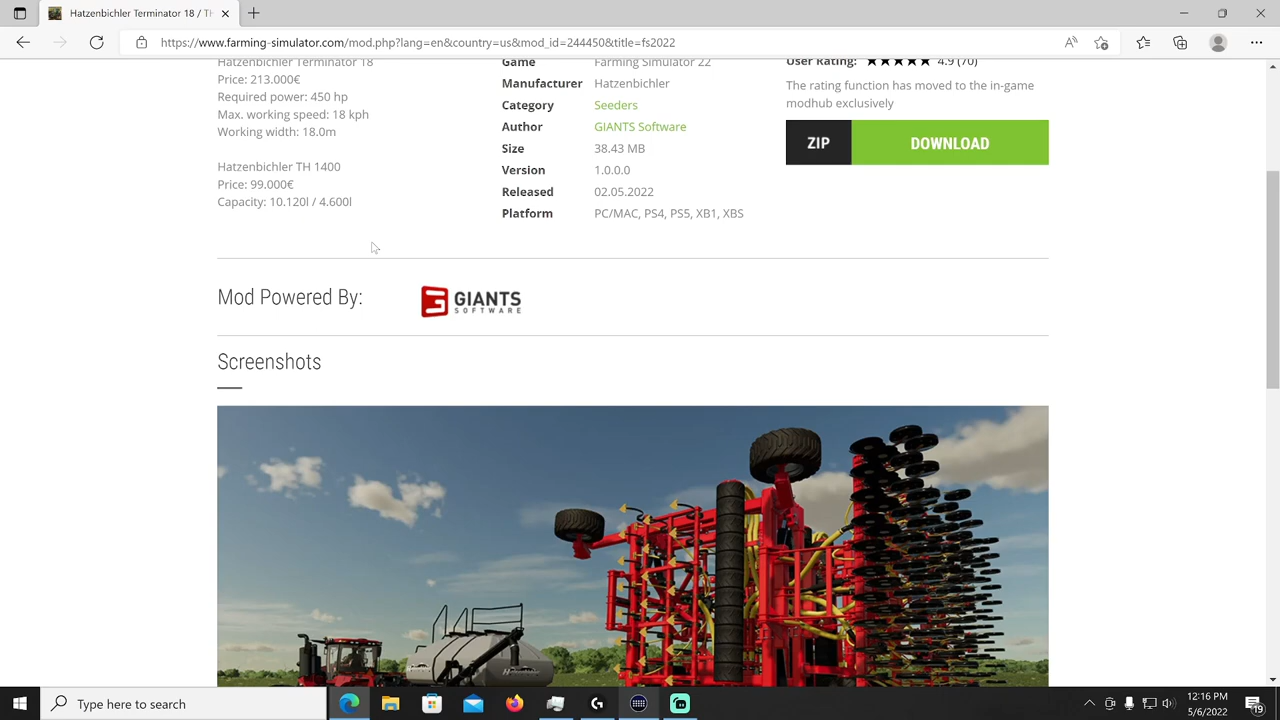 Hatzenbichler Terminator 18 / Th
https://www.farming-simulator.com/mod.php?lang=en&country=us&mod_id=244450&title=fs2022
Hatzenbichler Terminator 18
Price: 213.000€
Required power: 450 hp
Max. working speed: 18 kph
Working width: 18.0m
Hatzenbichler TH 1400
Price: 99.000€
Capacity: 10.120l / 4.600l
Game Farming Simulator 22
Manufacturer Hatzenbichler
Category Seeders
Author GIANTS Software
Size 38.43 MB
Version 1.0.0.0
Released 02.05.2022
Platform PC/MAC, PS4, PS5, XB1, XBS
User Rating: ★★★★★ 4.9 (70)
The rating function has moved to the in-game
modhub exclusively
ZIP DOWNLOAD
Mod Powered By:
GIANTS
SOFTWARE
Screenshots
Hatzenbichler
Hatzenbichler
Type here to search
12:16 PM
5/6/2022
19